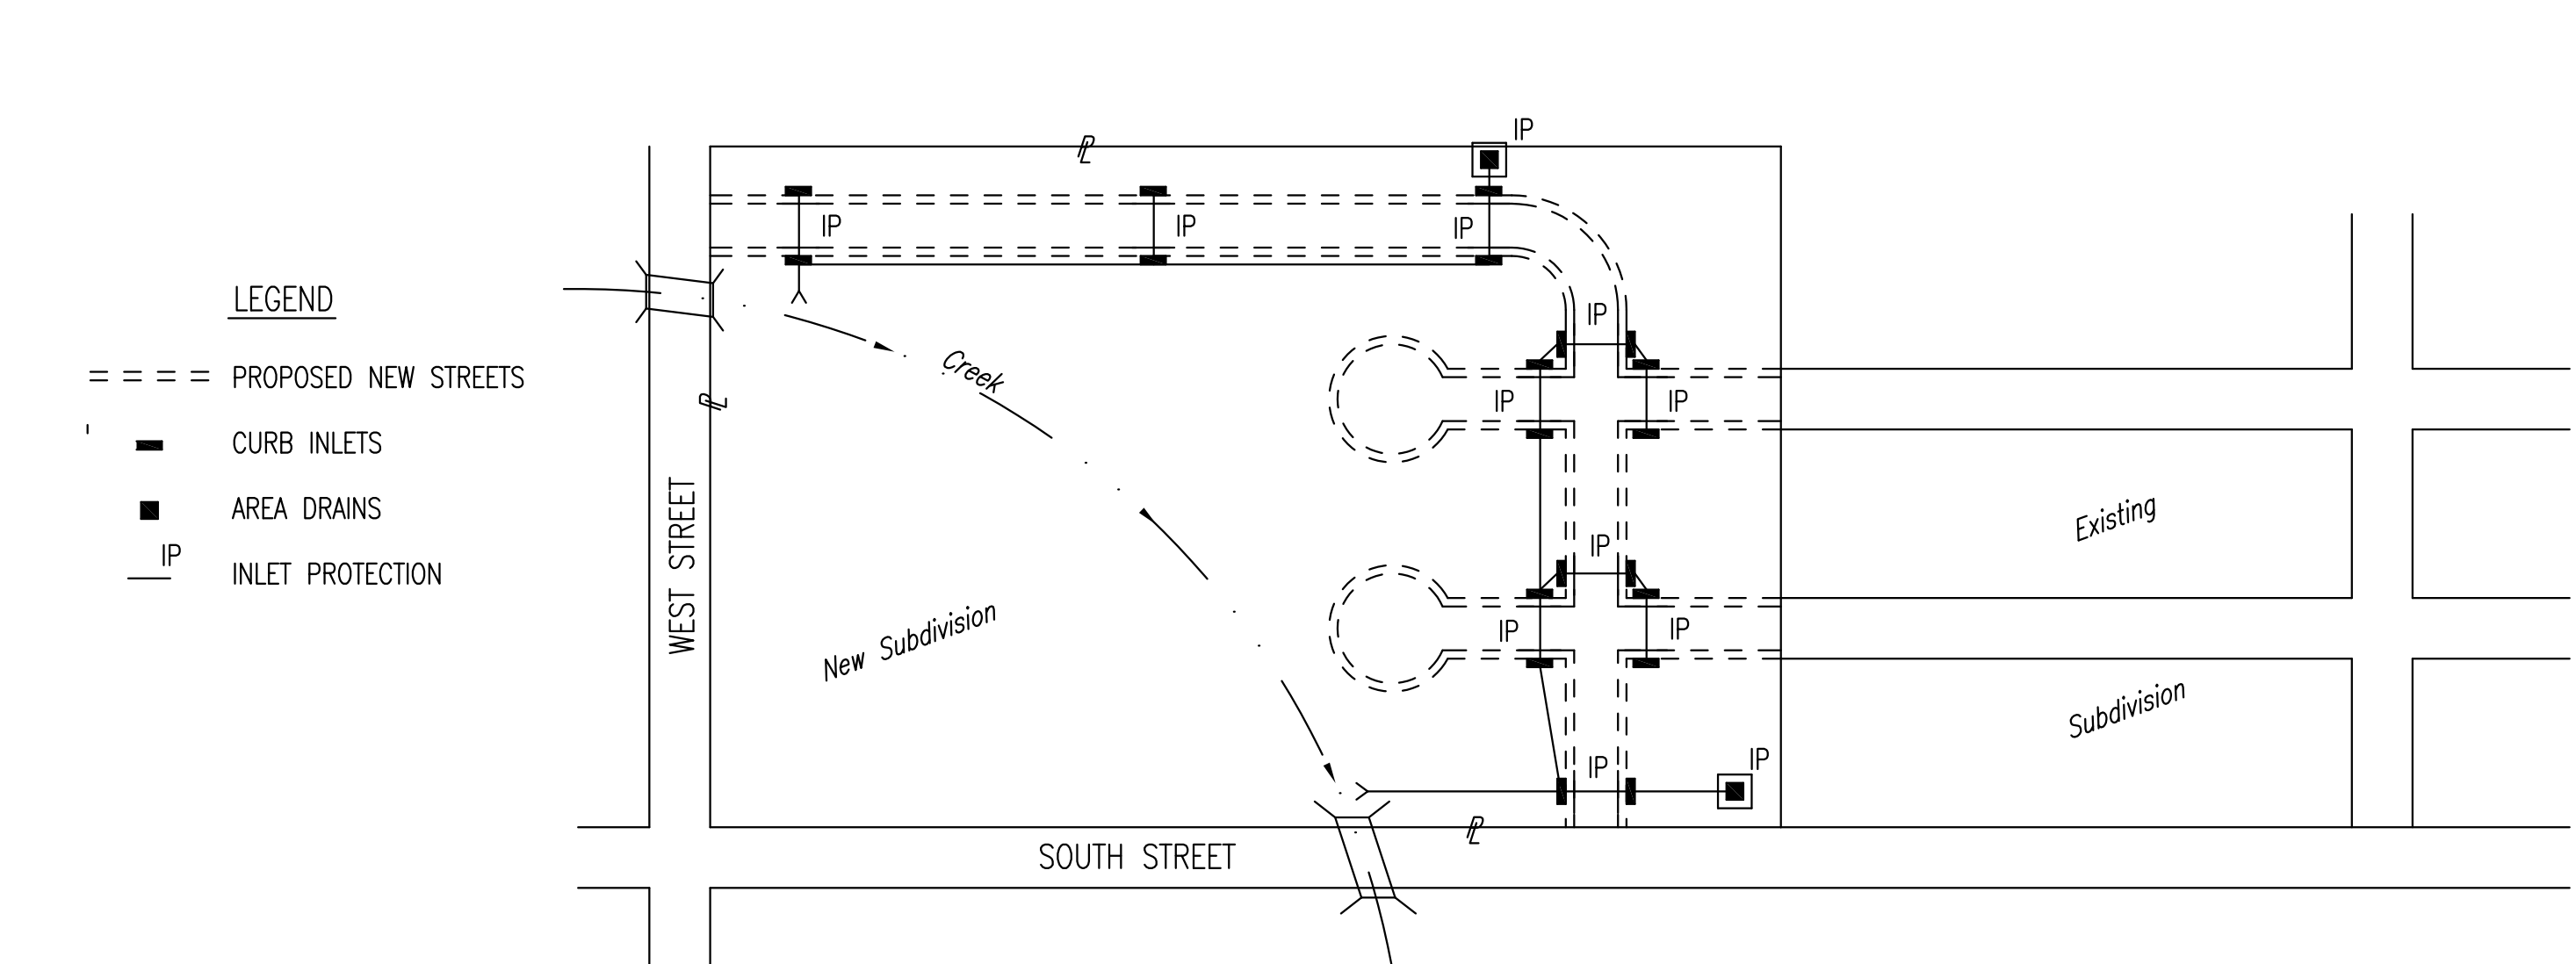 IP
℄
IP
IP
IP
LEGEND
IP
PROPOSED NEW STREETS
Creek
IP
IP
CURB INLETS
WEST STREET
AREA DRAINS
Existing
IP
IP
INLET PROTECTION
New Subdivision
IP
IP
Subdivision
IP
IP
SOUTH STREET